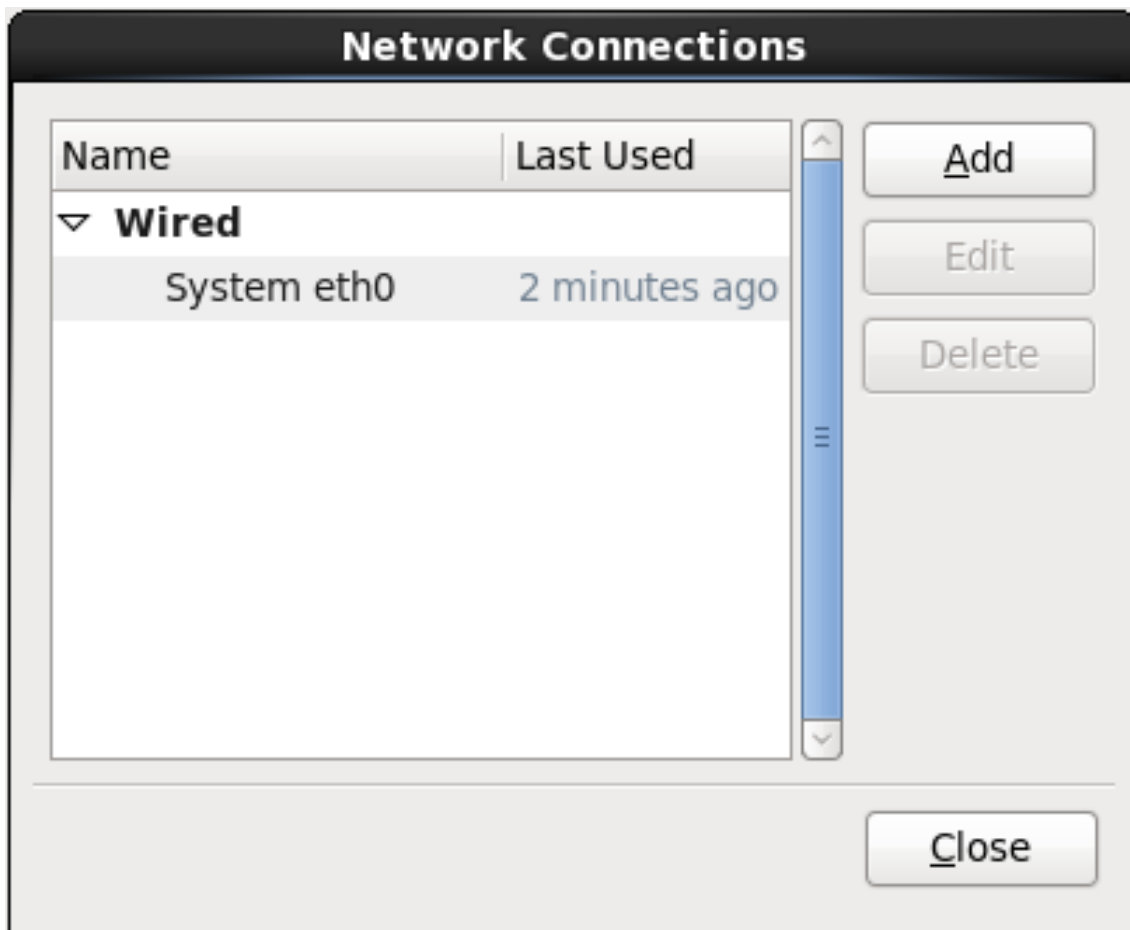 Network Connections
Name Last Used
Add
Wired
Edit
System eth0 2 minutes ago
Delete
Close